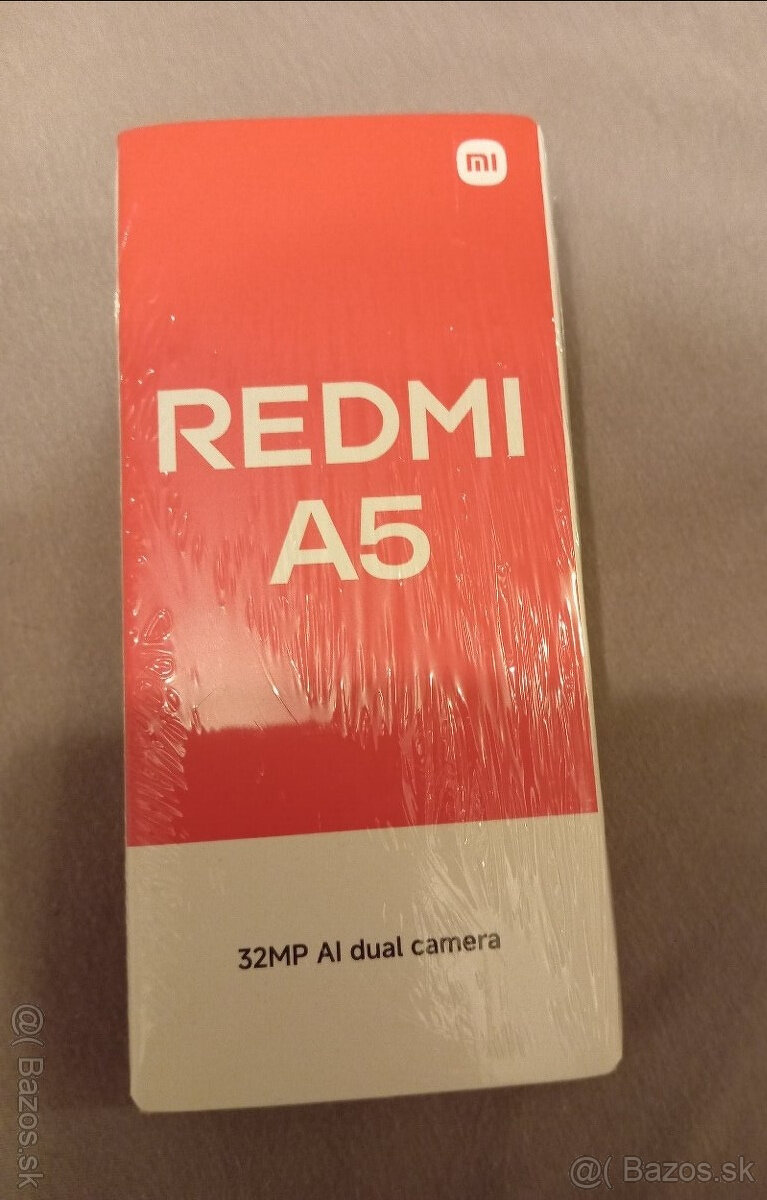 mi
REDMI
A5
32MP AI dual camera
@( Bazos.sk
@( Bazos.sk